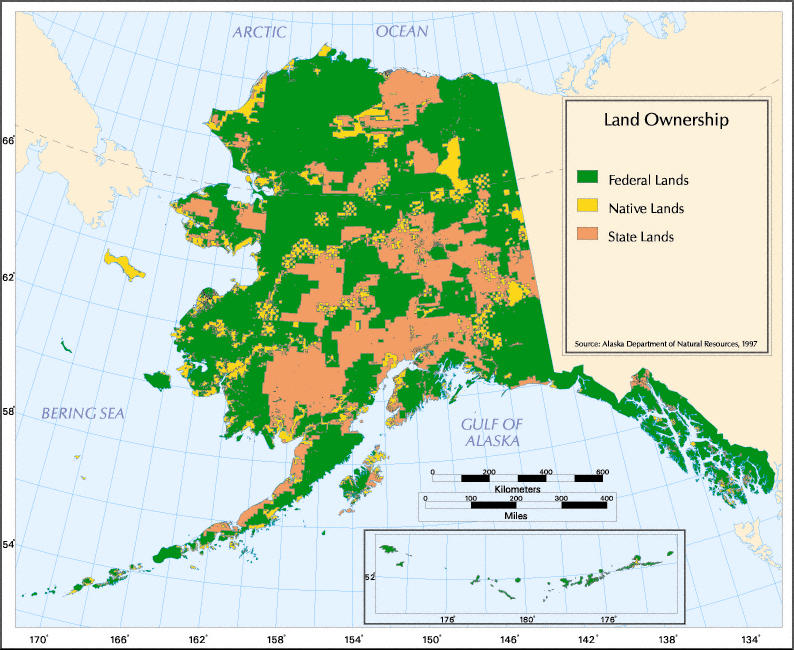 ARCTIC OCEAN
Land Ownership
Federal Lands
Native Lands
State Lands
Source: Alaska Department of Natural Resources, 1997
66°
62°
58°
54°
BERING SEA
GULF OF
ALASKA
0 200 400 600
Kilometers
0 100 200 300 400
Miles
52°
176° 180° 176°
170° 166° 162° 158° 154° 150° 146° 142° 138° 134°